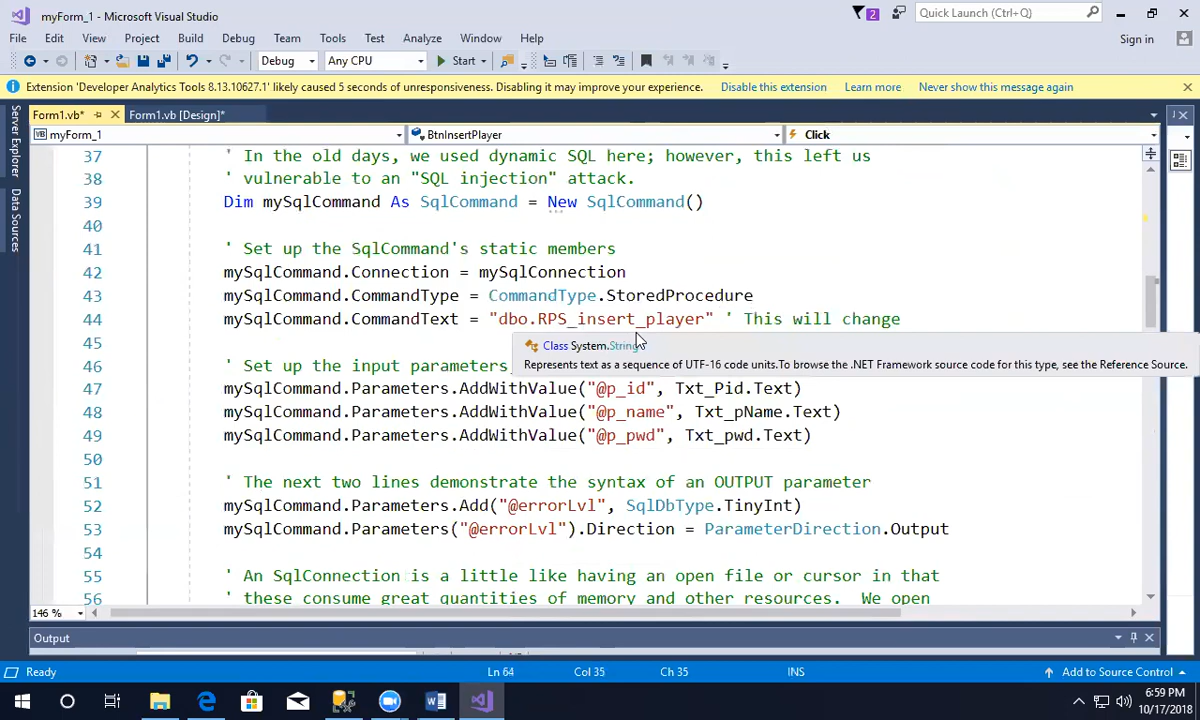 myForm_1 - Microsoft Visual Studio
2
Quick Launch (Ctrl+Q)
File Edit View Project Build Debug Team Tools Test Analyze Window Help
Sign in
Debug Any CPU Start
Extension 'Developer Analytics Tools 8.13.10627.1' likely caused 5 seconds of unresponsiveness. Disabling it may improve your experience. Disable this extension Learn more Never show this message again
Server Explorer
Data Sources
Form1.vb* Form1.vb [Design]*
VB myForm_1 BtnInsertPlayer Click
37 ' In the old days, we used dynamic SQL here; however, this left us
38 ' vulnerable to an "SQL injection" attack.
39 Dim mySqlCommand As SqlCommand = New SqlCommand()
40
41 ' Set up the SqlCommand's static members
42 mySqlCommand.Connection = mySqlConnection
43 mySqlCommand.CommandType = CommandType.StoredProcedure
44 mySqlCommand.CommandText = "dbo.RPS_insert_player" ' This will change
45
Class System.String
Represents text as a sequence of UTF-16 code units.To browse the .NET Framework source code for this type, see the Reference Source.
46 ' Set up the input parameters
47 mySqlCommand.Parameters.AddWithValue("@p_id", Txt_Pid.Text)
48 mySqlCommand.Parameters.AddWithValue("@p_name", Txt_pName.Text)
49 mySqlCommand.Parameters.AddWithValue("@p_pwd", Txt_pwd.Text)
50
51 ' The next two lines demonstrate the syntax of an OUTPUT parameter
52 mySqlCommand.Parameters.Add("@errorLvl", SqlDbType.TinyInt)
53 mySqlCommand.Parameters("@errorLvl").Direction = ParameterDirection.Output
54
55 ' An SqlConnection is a little like having an open file or cursor in that
56 ' these consume great quantities of memory and other resources. We open
146 %
Output
Ready Ln 64 Col 35 Ch 35 INS Add to Source Control
6:59 PM
10/17/2018